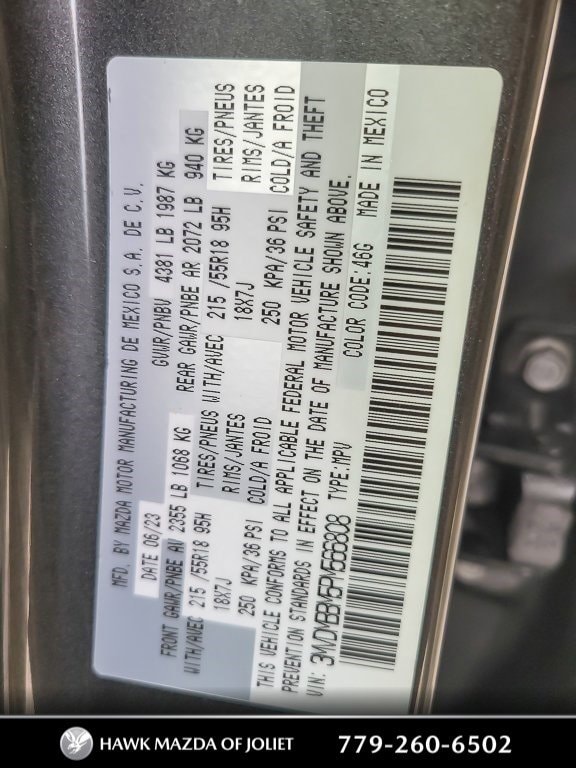 MFD. BY MAZDA MOTOR MANUFACTURING DE MEXICO S.A. DE C.V.
DATE 06/23 GVWR/PNBV 4381 LB 1987 KG
FRONT GAWR/PNBE AV 2355 LB 1068 KG REAR GAWR/PNBE AR 2072 LB 940 KG
WITH/AVEC 215 /55R18 95H TIRES/PNEUS WITH/AVEC 215 /55R18 95H TIRES/PNEUS
18X7J RIMS/JANTES 18X7J RIMS/JANTES
250 KPA/36 PSI COLD/A FROID 250 KPA/36 PSI COLD/A FROID
THIS VEHICLE CONFORMS TO ALL APPLICABLE FEDERAL MOTOR VEHICLE SAFETY AND THEFT
PREVENTION STANDARDS IN EFFECT ON THE DATE OF MANUFACTURE SHOWN ABOVE.
VIN: 3MVDMBBM5PM566808 TYPE:MPV COLOR CODE:46G MADE IN MEXICO
HAWK MAZDA OF JOLIET 779-260-6502